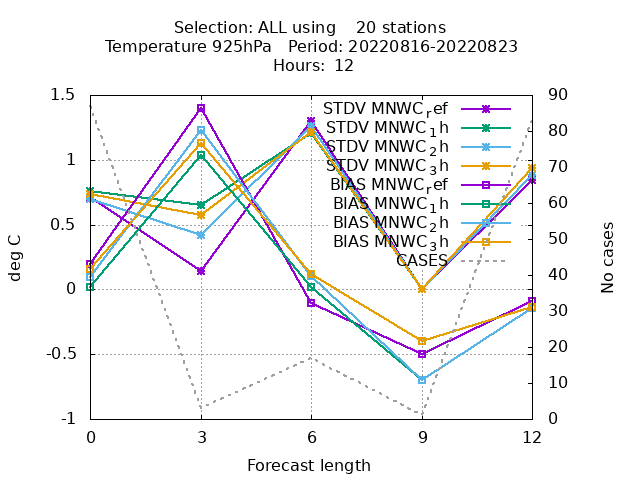 Selection: ALL using 20 stations
Temperature 925hPa Period: 20220816-20220823
Hours: 12
STDV MNWC_ref
STDV MNWC_1h
STDV MNWC_2h
STDV MNWC_3h
BIAS MNWC_ref
BIAS MNWC_1h
BIAS MNWC_2h
BIAS MNWC_3h
CASES
1.5
1
0.5
0
-0.5
-1
deg C
90
80
70
60
50
40
30
20
10
0
No cases
0 3 6 9 12
Forecast length